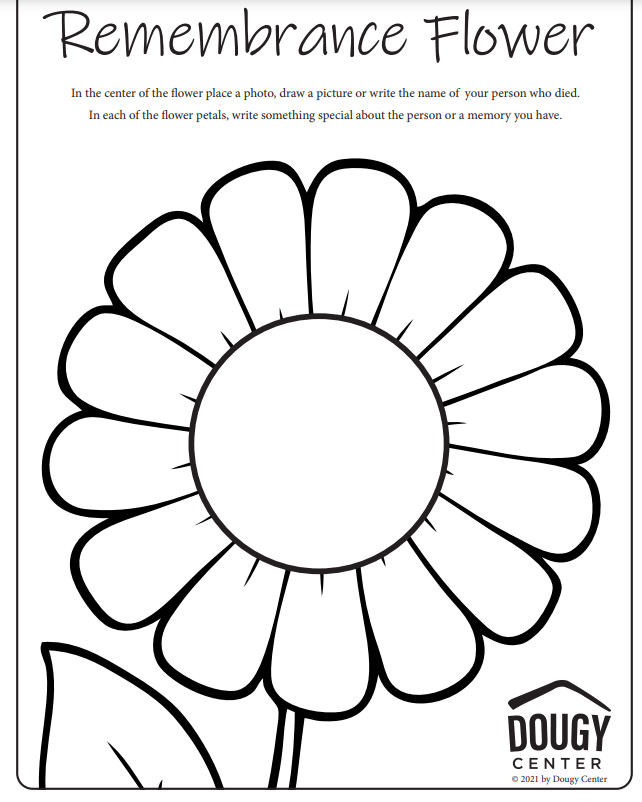 Remembrance Flower
In the center of the flower place a photo, draw a picture or write the name of your person who died.
In each of the flower petals, write something special about the person or a memory you have.
DOUGY
CENTER
© 2021 by Dougy Center